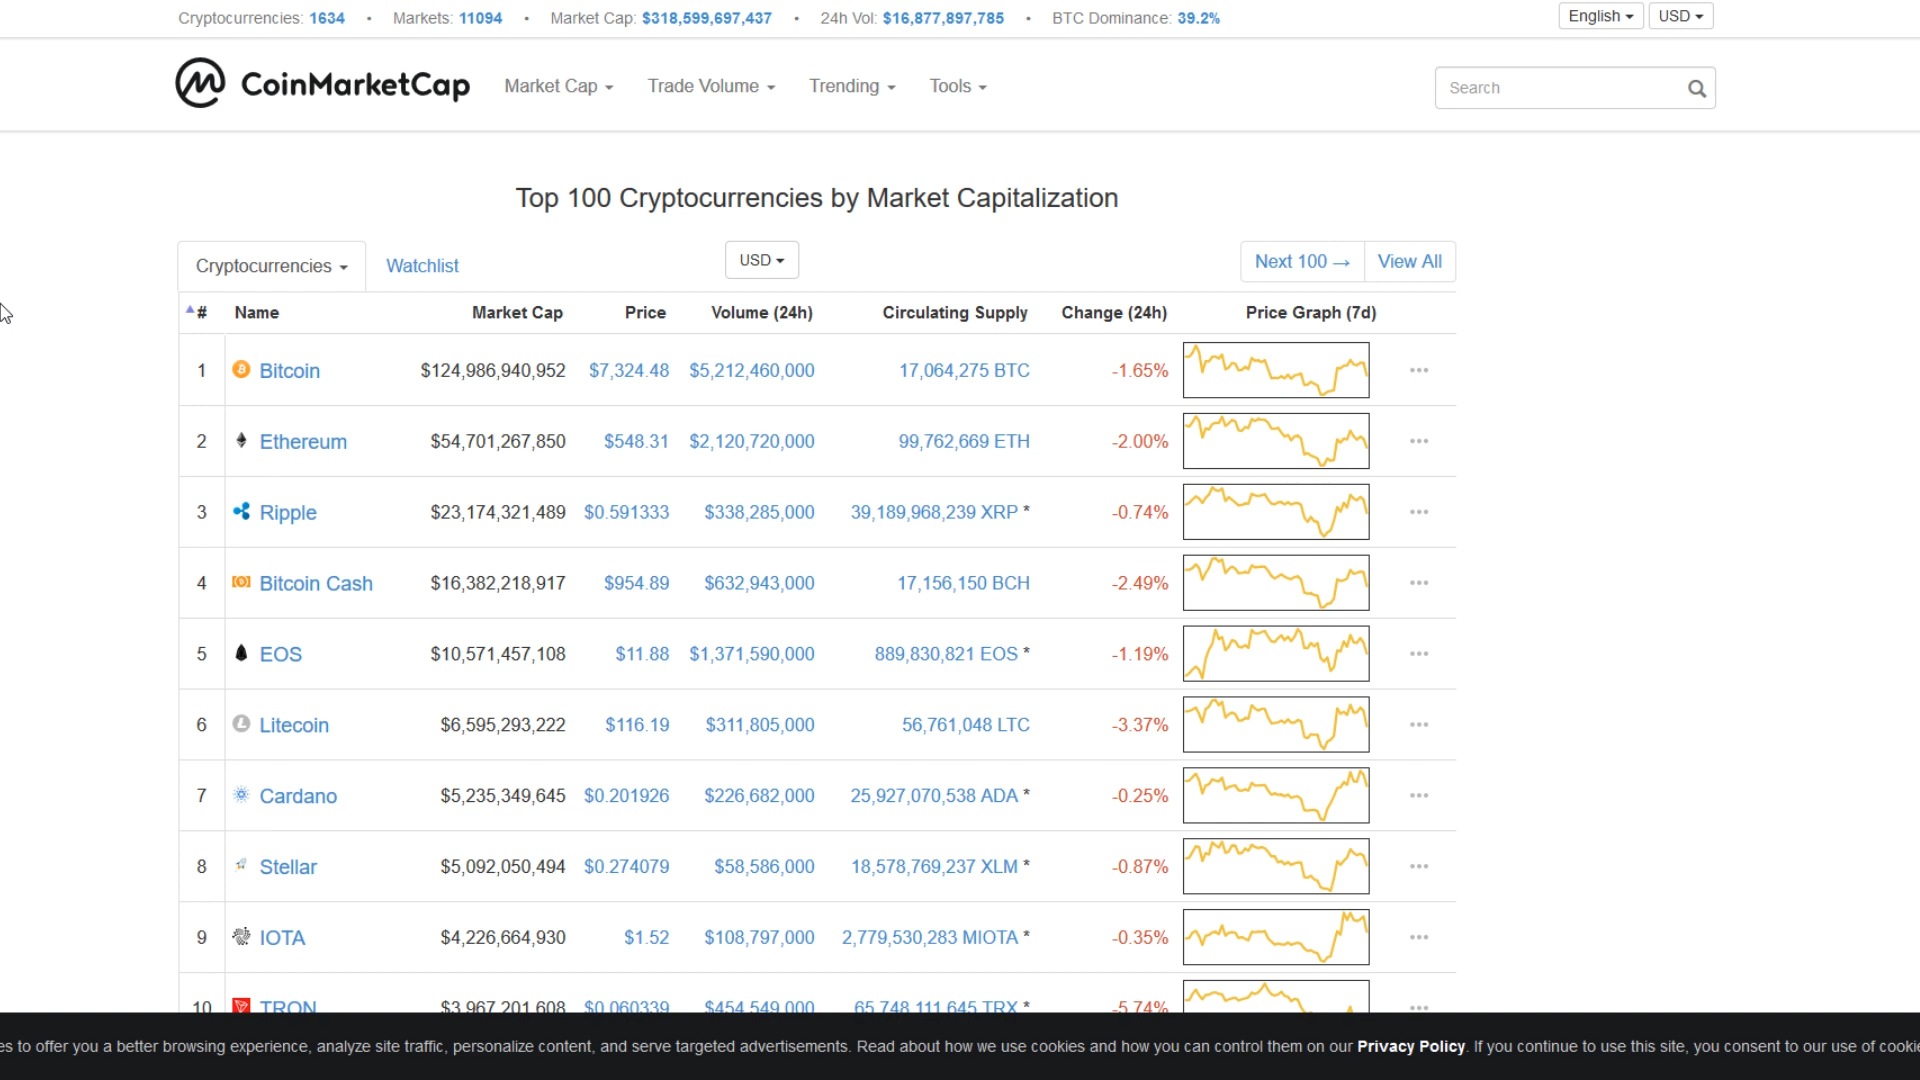 Cryptocurrencies: 1634 • Markets: 11094 • Market Cap: $318,599,697,437 • 24h Vol: $16,877,897,785 • BTC Dominance: 39.2% English USD
CoinMarketCap Market Cap Trade Volume Trending Tools Search
Top 100 Cryptocurrencies by Market Capitalization
Cryptocurrencies Watchlist USD Next 100 → View All
# Name Market Cap Price Volume (24h) Circulating Supply Change (24h) Price Graph (7d)
1 Bitcoin $124,986,940,952 $7,324.48 $5,212,460,000 17,064,275 BTC -1.65%
2 Ethereum $54,701,267,850 $548.31 $2,120,720,000 99,762,669 ETH -2.00%
3 Ripple $23,174,321,489 $0.591333 $338,285,000 39,189,968,239 XRP * -0.74%
4 Bitcoin Cash $16,382,218,917 $954.89 $632,943,000 17,156,150 BCH -2.49%
5 EOS $10,571,457,108 $11.88 $1,371,590,000 889,830,821 EOS * -1.19%
6 Litecoin $6,595,293,222 $116.19 $311,805,000 56,761,048 LTC -3.37%
7 Cardano $5,235,349,645 $0.201926 $226,682,000 25,927,070,538 ADA * -0.25%
8 Stellar $5,092,050,494 $0.274079 $58,586,000 18,578,769,237 XLM * -0.87%
9 IOTA $4,226,664,930 $1.52 $108,797,000 2,779,530,283 MIOTA * -0.35%
10 TRON $3,967,201,608 $0.060339 $454,549,000 65,748,111,645 TRX * -5.74%
es to offer you a better browsing experience, analyze site traffic, personalize content, and serve targeted advertisements. Read about how we use cookies and how you can control them on our Privacy Policy. If you continue to use this site, you consent to our use of cookie